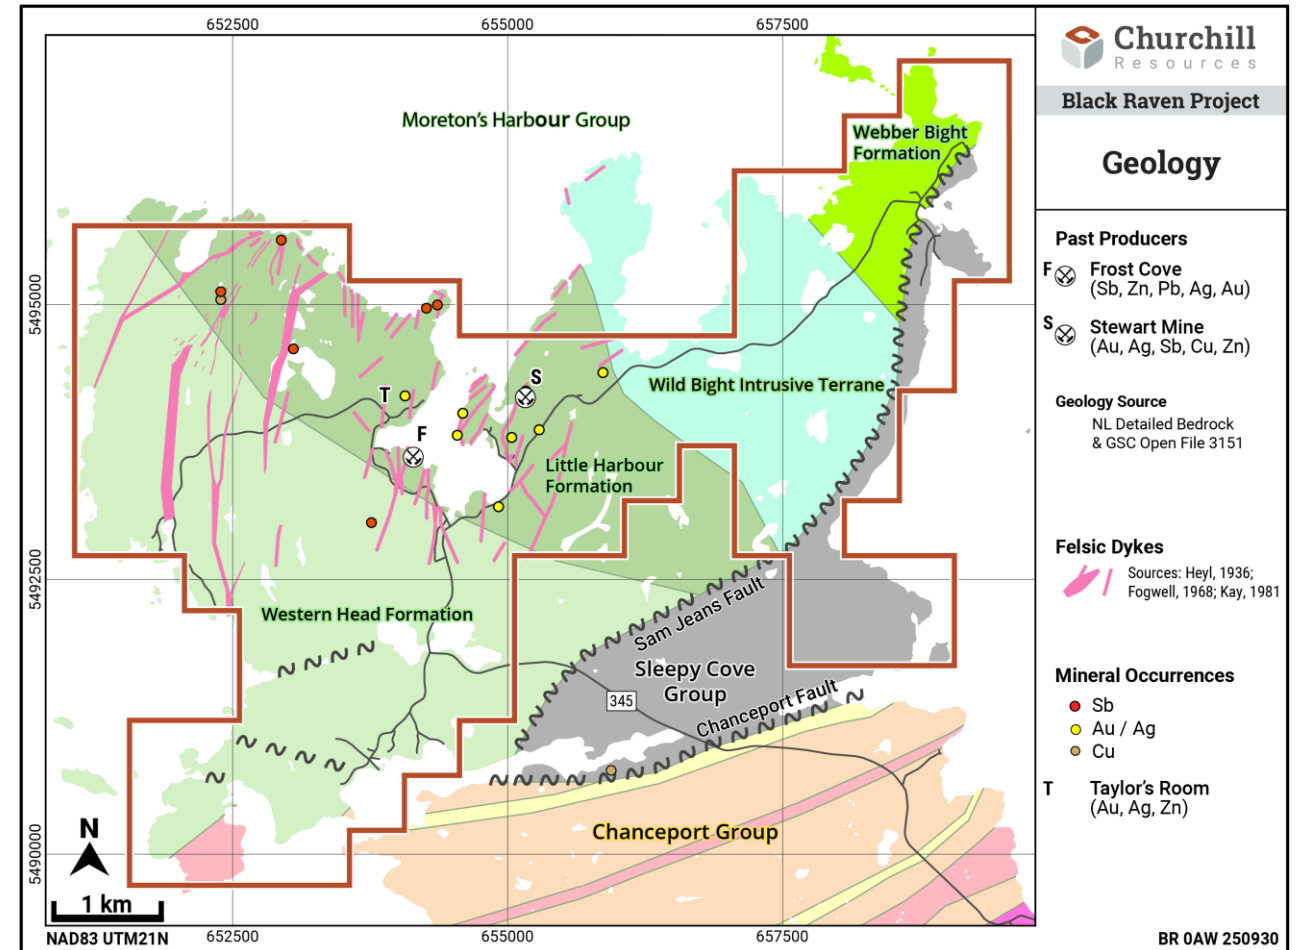 652500
655000
657500
Churchill
Resources
Black Raven Project
Geology
Moreton's Harbour Group
Webber Bight
Formation
Past Producers
F Frost Cove
(Sb, Zn, Pb, Ag, Au)
S Stewart Mine
(Au, Ag, Sb, Cu, Zn)
Geology Source
NL Detailed Bedrock
& GSC Open File 3151
Felsic Dykes
Sources: Heyl, 1936;
Fogwell, 1968; Kay, 1981
Mineral Occurrences
Sb
Au / Ag
Cu
T Taylor's Room
(Au, Ag, Zn)
5495000
5492500
5490000
S
T
F
Wild Bight Intrusive Terrane
Little Harbour
Formation
Western Head Formation
Sam Jeans Fault
Sleepy Cove
Group
345
Chanceport Fault
Chanceport Group
N
1 km
NAD83 UTM21N
652500
655000
657500
BR 0AW 250930